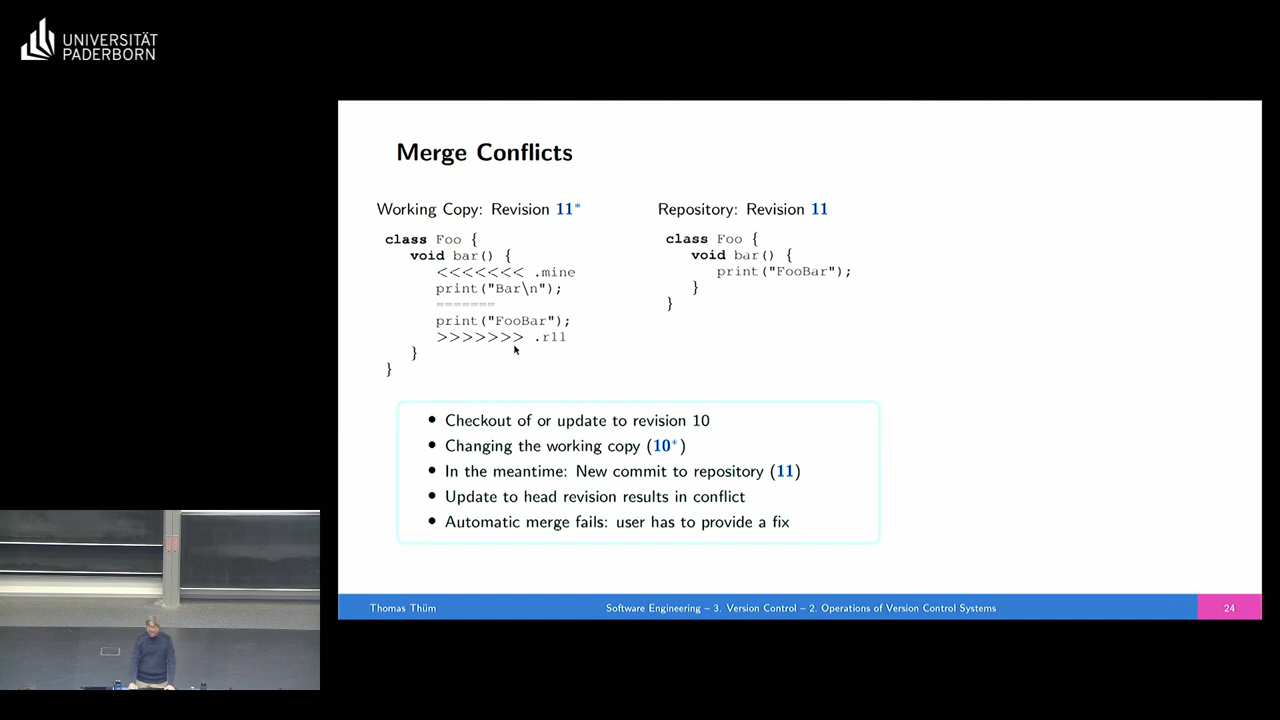 UNIVERSITÄT
PADERBORN
Merge Conflicts
Working Copy: Revision 11*
class Foo {
void bar() {
<<<<<<< .mine
print("Bar\n");
=======
print("FooBar");
>>>>>>> .r11
}
}
Repository: Revision 11
class Foo {
void bar() {
print("FooBar");
}
}
• Checkout of or update to revision 10
• Changing the working copy (10*)
• In the meantime: New commit to repository (11)
• Update to head revision results in conflict
• Automatic merge fails: user has to provide a fix
Thomas Thüm
Software Engineering – 3. Version Control – 2. Operations of Version Control Systems
24